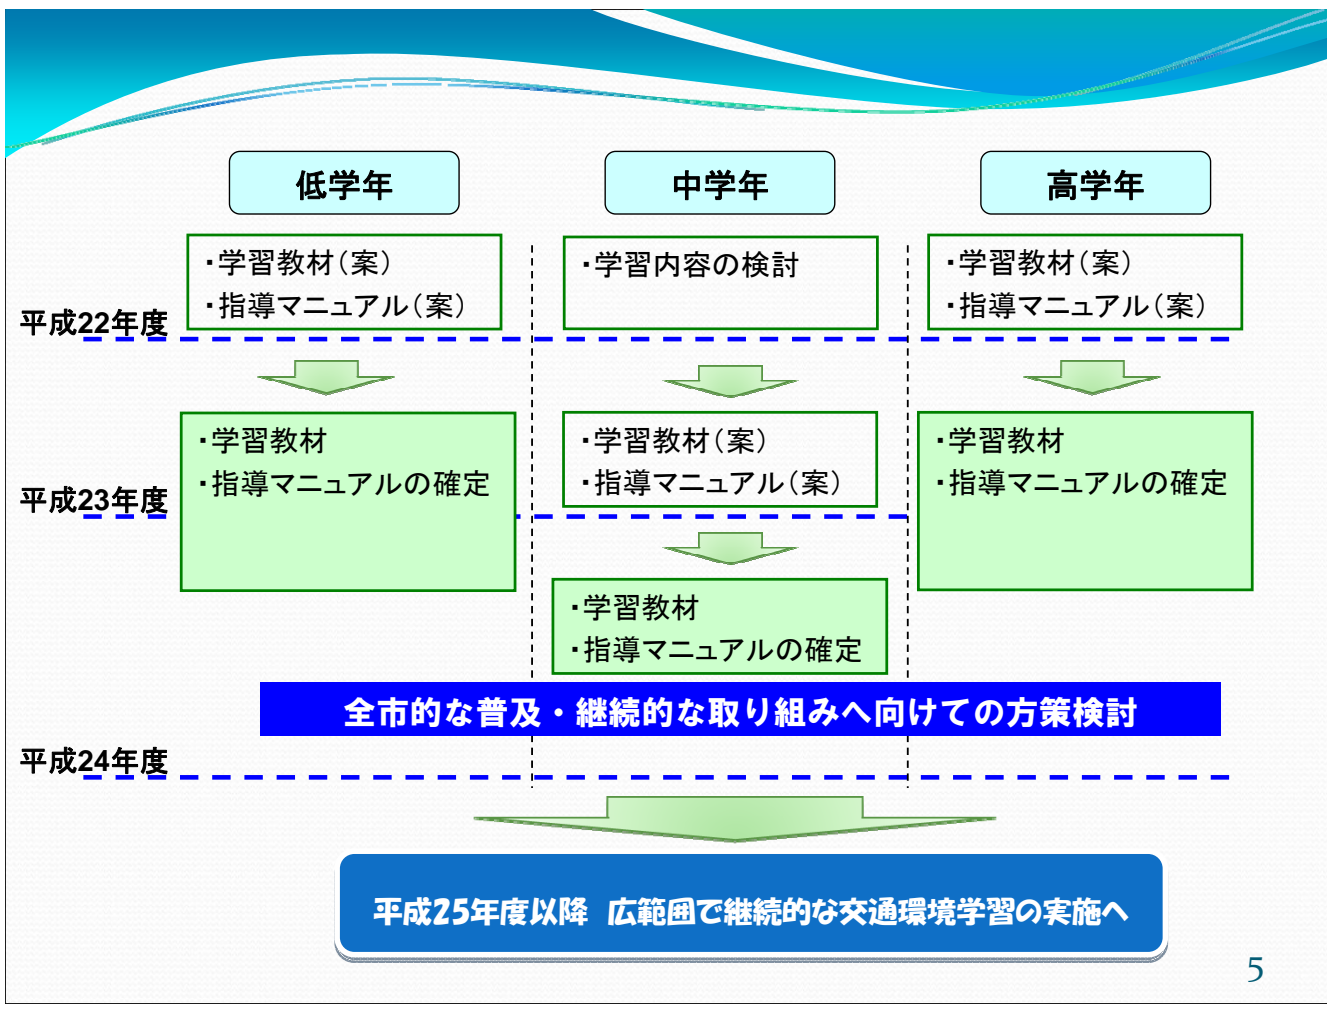 低学年
中学年
高学年
・学習教材（案）
・指導マニュアル（案）
・学習内容の検討
・学習教材（案）
・指導マニュアル（案）
平成22年度
・学習教材
・指導マニュアルの確定
・学習教材（案）
・指導マニュアル（案）
・学習教材
・指導マニュアルの確定
平成23年度
・学習教材
・指導マニュアルの確定
全市的な普及・継続的な取り組みへ向けての方策検討
平成24年度
平成25年度以降 広範囲で継続的な交通環境学習の実施へ
5